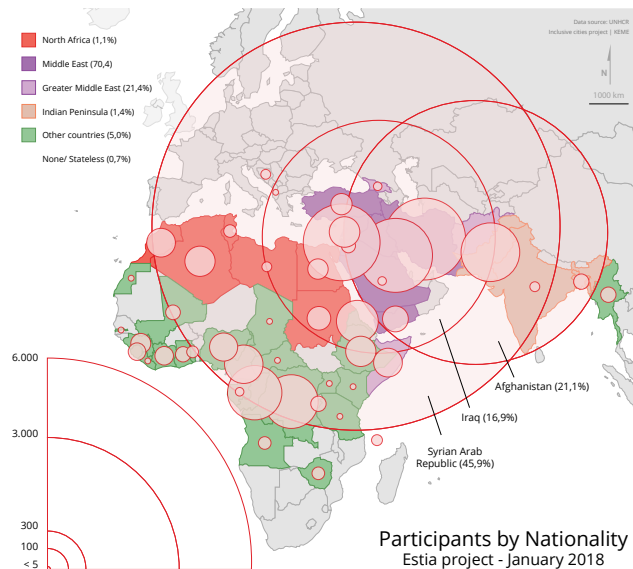 Data source: UNHCR
Inclusive cities project | KEME
N
1000 km
North Africa (1,1%)
Middle East (70,4)
Greater Middle East (21,4%)
Indian Peninsula (1,4%)
Other countries (5,0%)
None/ Stateless (0,7%)
Afghanistan (21,1%)
Iraq (16,9%)
Syrian Arab
Republic (45,9%)
6.000
3.000
300
100
< 5
Participants by Nationality
Estia project - January 2018